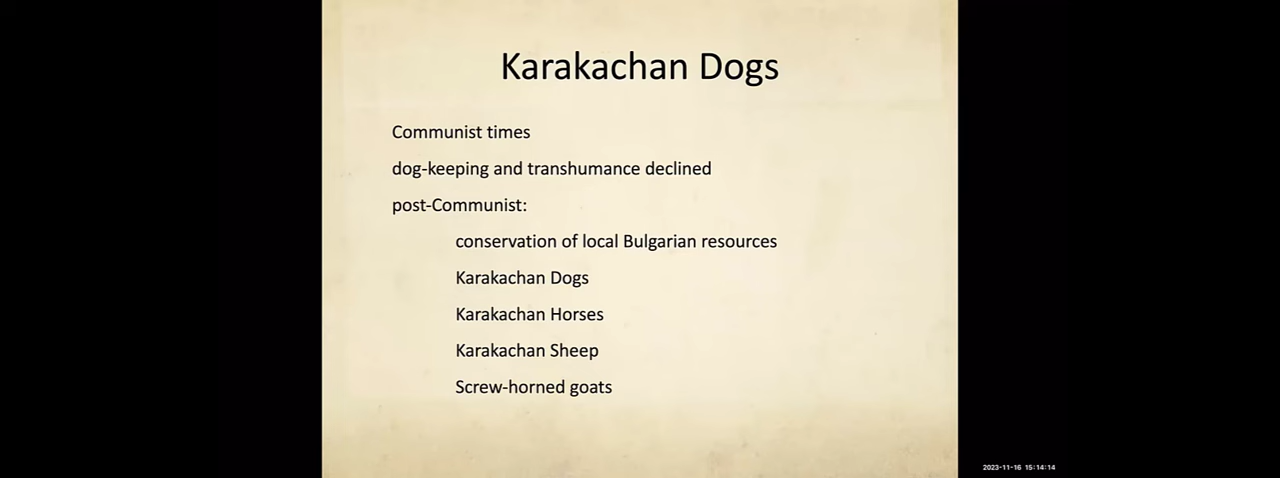 Karakachan Dogs
Communist times
dog-keeping and transhumance declined
post-Communist:
conservation of local Bulgarian resources
Karakachan Dogs
Karakachan Horses
Karakachan Sheep
Screw-horned goats
2023-11-16 15:14:14